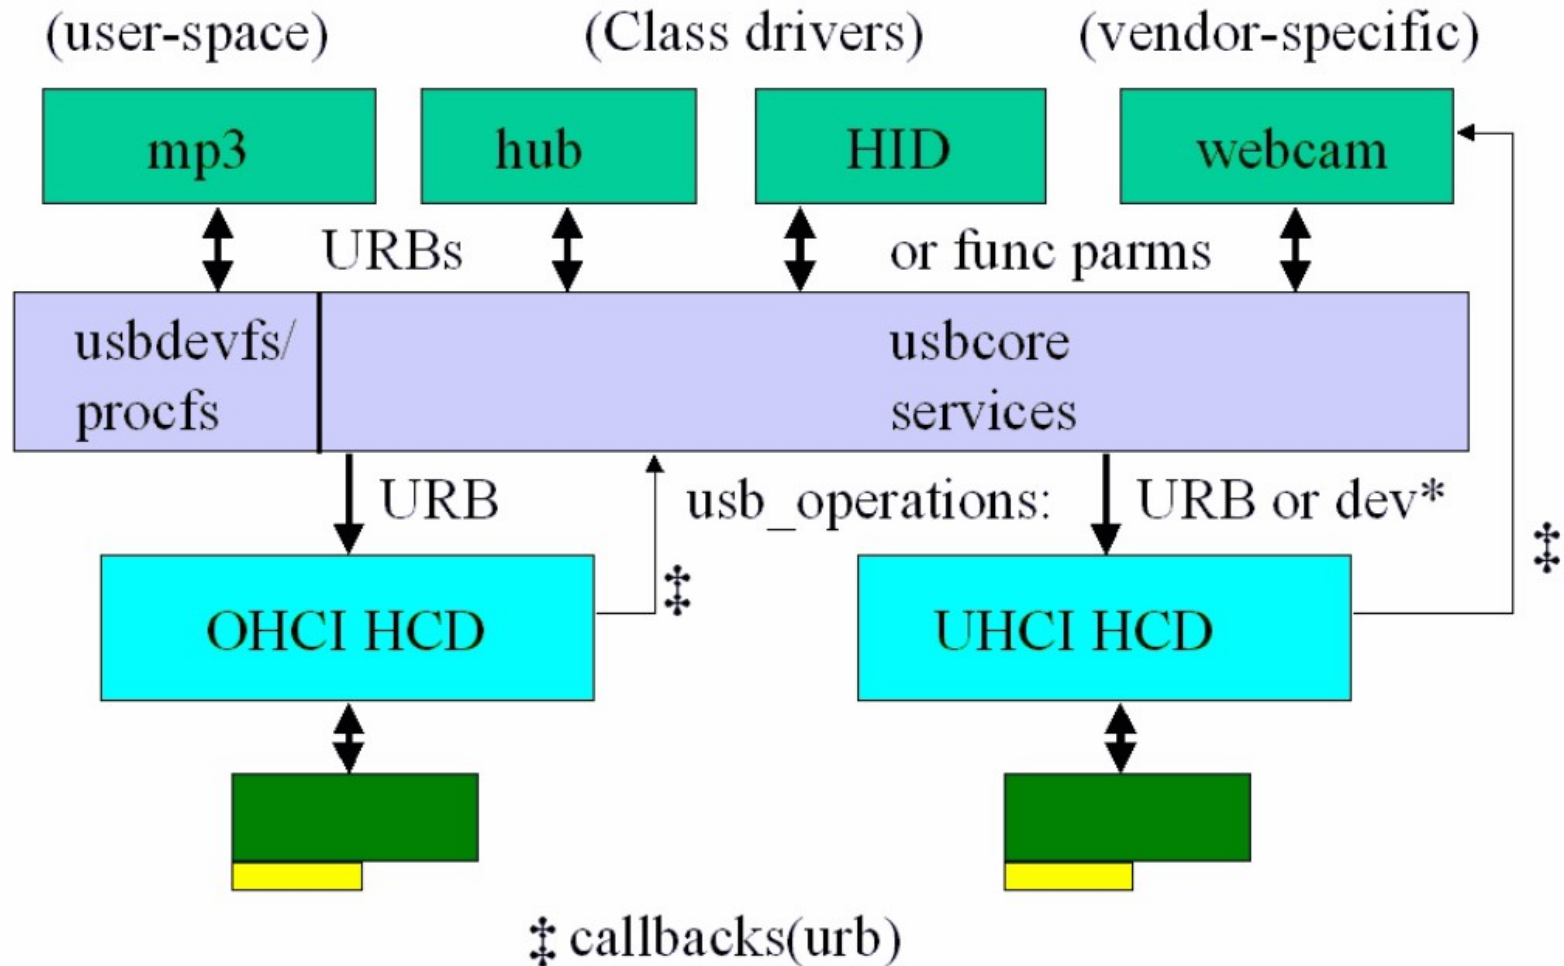 (user-space)
(Class drivers)
(vendor-specific)
mp3
hub
HID
webcam
URBs
or func parms
usbdevfs/
procfs
usbcore
services
URB
usb_operations:
URB or dev*
‡
‡
OHCI HCD
UHCI HCD
‡ callbacks(urb)